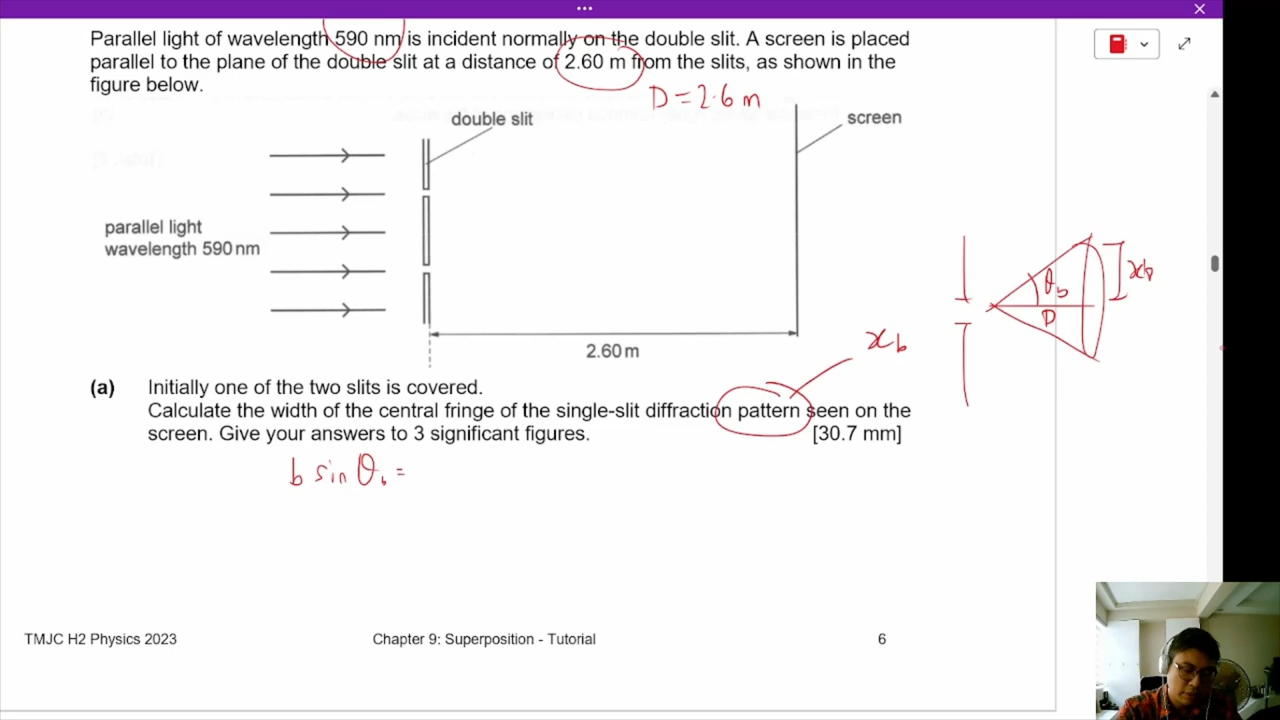 Parallel light of wavelength 590 nm is incident normally on the double slit. A screen is placed
parallel to the plane of the double slit at a distance of 2.60 m from the slits, as shown in the
figure below.
D = 2.6 m
double slit
screen
parallel light
wavelength 590 nm
θb
xb
D
2.60 m
xb
(a) Initially one of the two slits is covered.
Calculate the width of the central fringe of the single-slit diffraction pattern seen on the
screen. Give your answers to 3 significant figures. [30.7 mm]
b sin θb =
TMJC H2 Physics 2023 Chapter 9: Superposition - Tutorial 6